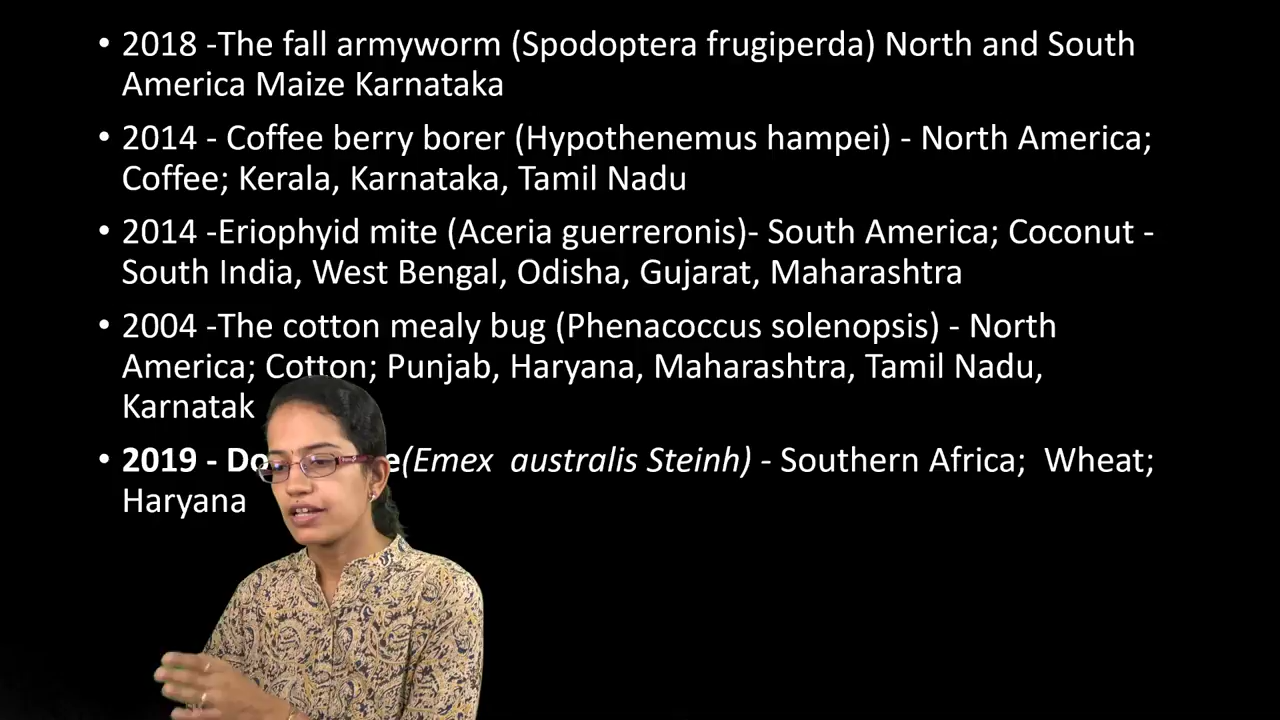 • 2018 -The fall armyworm (Spodoptera frugiperda) North and South
America Maize Karnataka
• 2014 - Coffee berry borer (Hypothenemus hampei) - North America;
Coffee; Kerala, Karnataka, Tamil Nadu
• 2014 -Eriophyid mite (Aceria guerreronis)- South America; Coconut -
South India, West Bengal, Odisha, Gujarat, Maharashtra
• 2004 -The cotton mealy bug (Phenacoccus solenopsis) - North
America; Cotton; Punjab, Haryana, Maharashtra, Tamil Nadu,
Karnatak
• 2019 - (Emex australis Steinh) - Southern Africa; Wheat;
Haryana